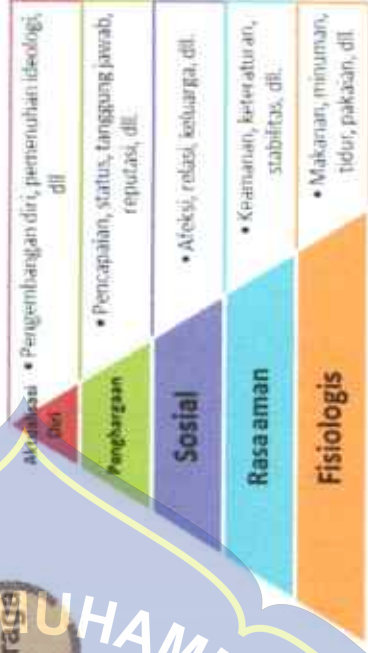 Aktualisasi
Diri
• Pengembangan diri, pemenuhan ideologi,
dll
Penghargaan
• Pencapaian, status, tanggung jawab,
reputasi, dll.
Sosial
• Afeksi, relasi, keluarga, dll.
Rasa aman
• Keamanan, keteraturan,
stabilitas, dll.
Fisiologis
• Makanan, minuman,
tidur, pakaian, dll.